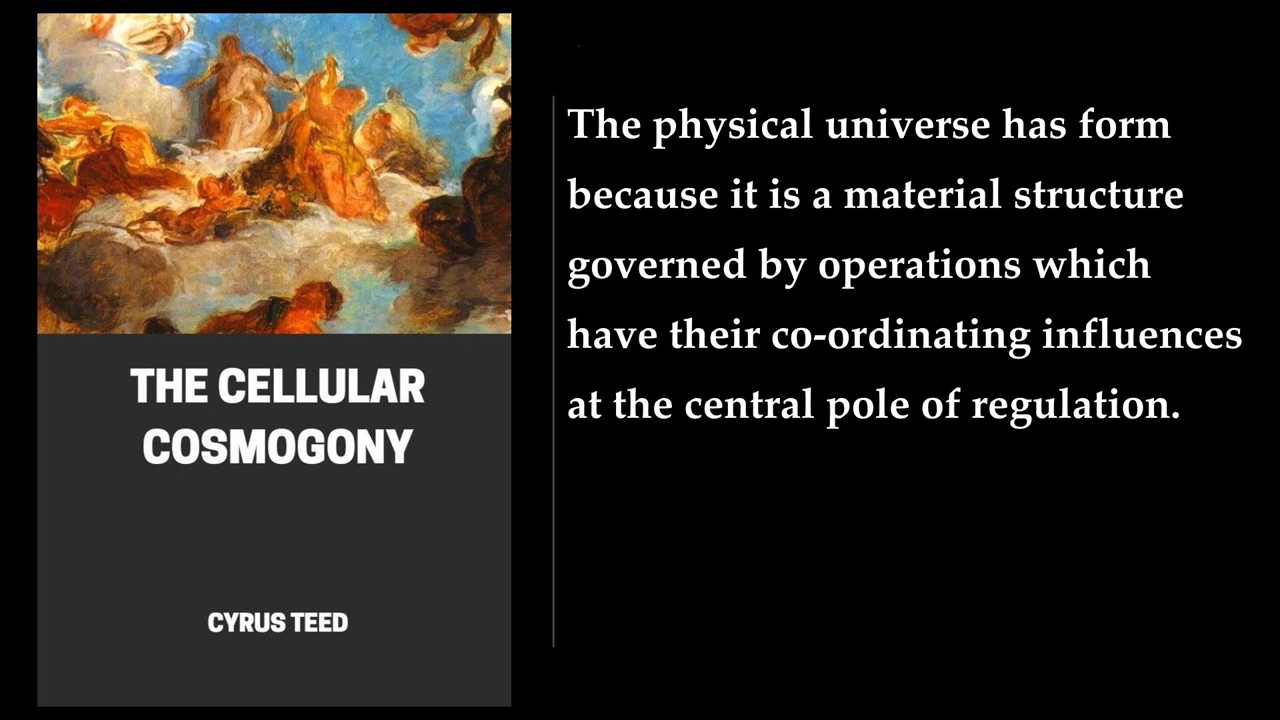 THE CELLULAR
COSMOGONY
CYRUS TEED
The physical universe has form
because it is a material structure
governed by operations which
have their co-ordinating influences
at the central pole of regulation.